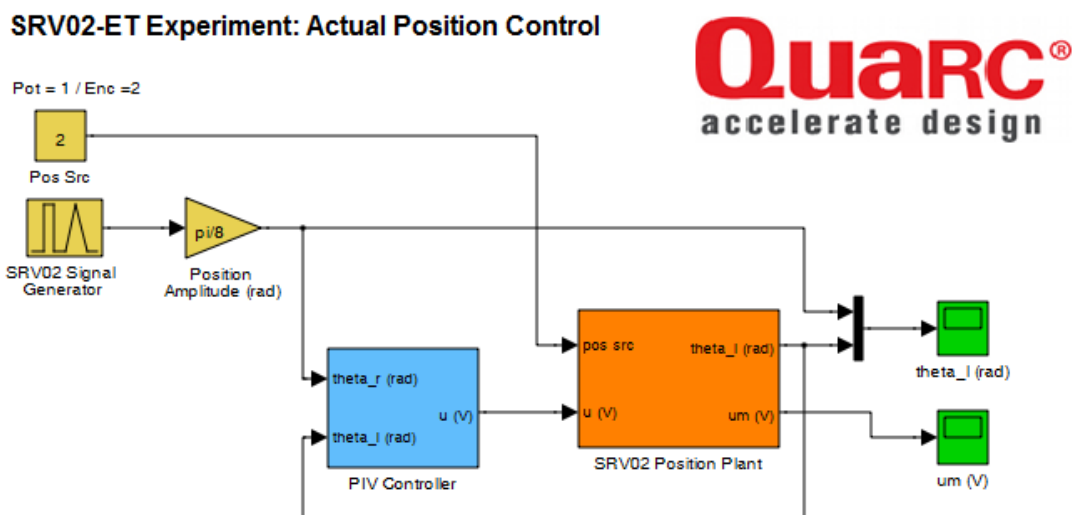 SRV02-ET Experiment: Actual Position Control
QUARC®
accelerate design
Pot = 1 / Enc =2
2
Pos Src
SRV02 Signal
Generator
pi/8
Position
Amplitude (rad)
theta_r (rad)
theta_l (rad)
u (V)
PIV Controller
pos src
u (V)
theta_l (rad)
um (V)
SRV02 Position Plant
theta_l (rad)
um (V)